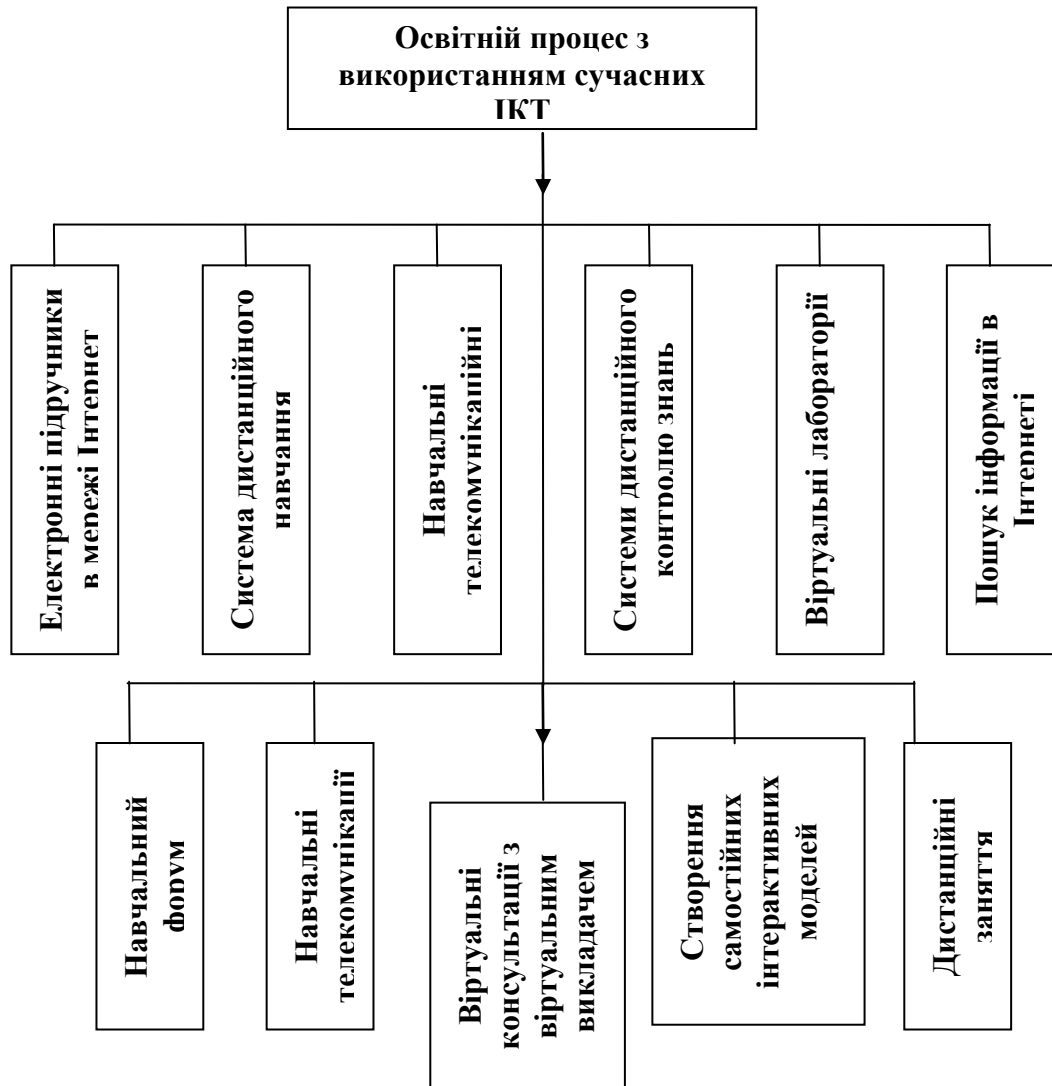 Освітній процес з
використанням сучасних
ІКТ
Електронні підручники
в мережі Інтернет
Система дистанційного
навчання
Навчальні
телекомунікаційні
Системи дистанційного
контролю знань
Віртуальні лабораторії
Пошук інформації в
Інтернеті
Навчальний
форум
Навчальні
телекомунікації
Віртуальні
консультації з
віртуальним
викладачем
Створення
самостійних
інтерактивних
моделей
Дистанційні
заняття